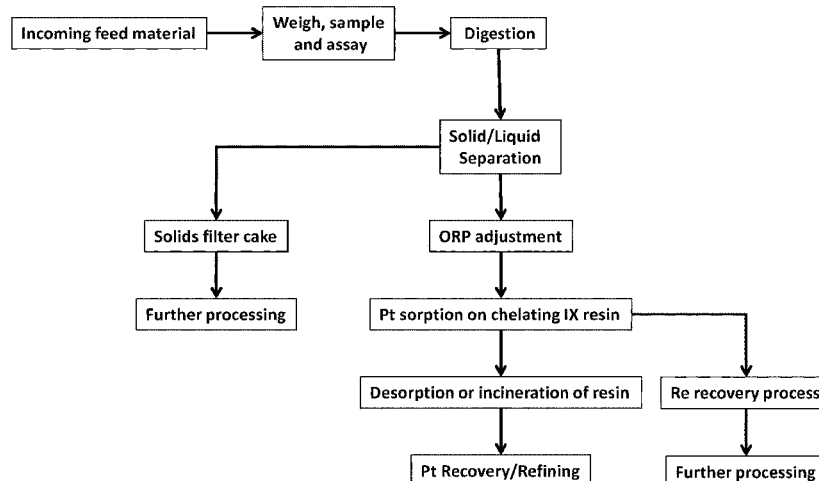 Incoming feed material
Weigh, sample
and assay
Digestion
Solid/Liquid
Separation
Solids filter cake
ORP adjustment
Further processing
Pt sorption on chelating IX resin
Desorption or incineration of resin
Re recovery process
Pt Recovery/Refining
Further processing